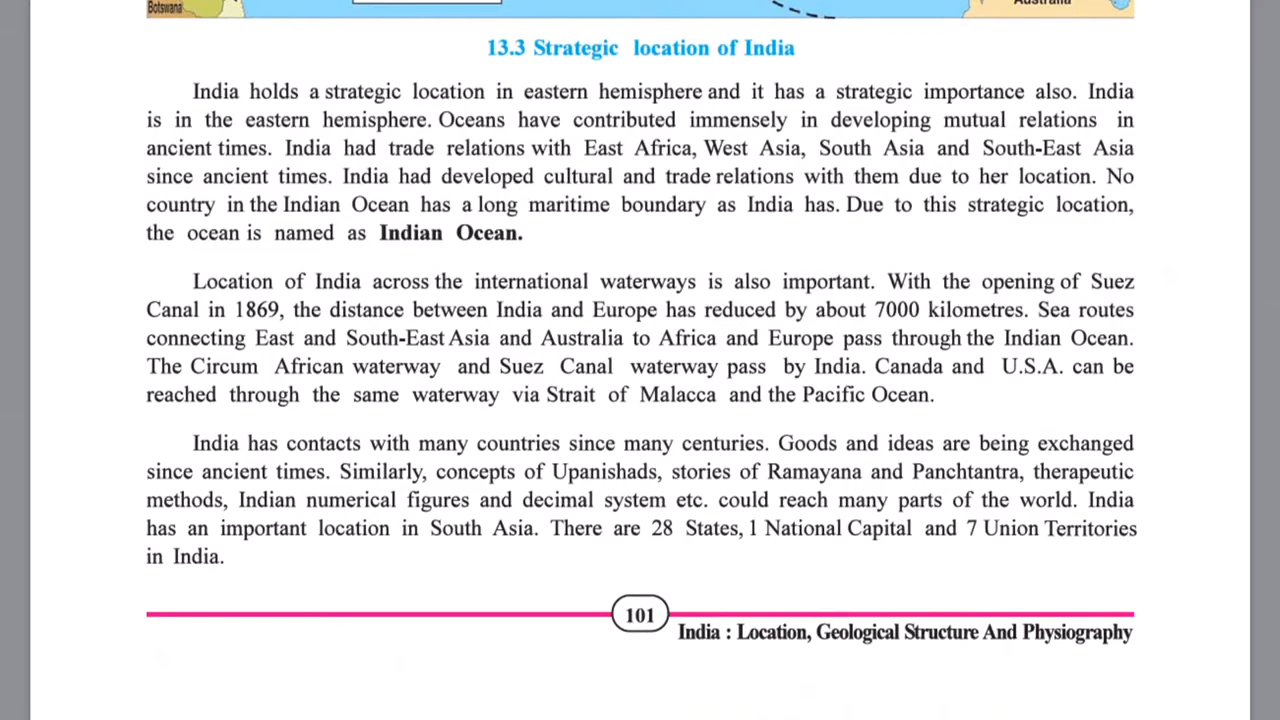 Botswana
Australia
13.3 Strategic location of India
India holds a strategic location in eastern hemisphere and it has a strategic importance also. India
is in the eastern hemisphere. Oceans have contributed immensely in developing mutual relations in
ancient times. India had trade relations with East Africa, West Asia, South Asia and South-East Asia
since ancient times. India had developed cultural and trade relations with them due to her location. No
country in the Indian Ocean has a long maritime boundary as India has. Due to this strategic location,
the ocean is named as Indian Ocean.
Location of India across the international waterways is also important. With the opening of Suez
Canal in 1869, the distance between India and Europe has reduced by about 7000 kilometres. Sea routes
connecting East and South-East Asia and Australia to Africa and Europe pass through the Indian Ocean.
The Circum African waterway and Suez Canal waterway pass by India. Canada and U.S.A. can be
reached through the same waterway via Strait of Malacca and the Pacific Ocean.
India has contacts with many countries since many centuries. Goods and ideas are being exchanged
since ancient times. Similarly, concepts of Upanishads, stories of Ramayana and Panchtantra, therapeutic
methods, Indian numerical figures and decimal system etc. could reach many parts of the world. India
has an important location in South Asia. There are 28 States, 1 National Capital and 7 Union Territories
in India.
101
India : Location, Geological Structure And Physiography